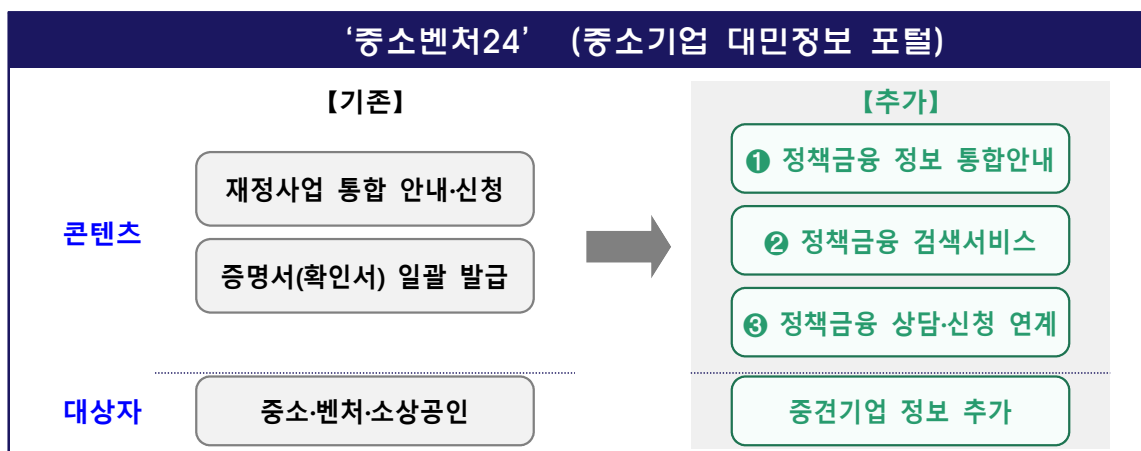 ‘중소벤처24’ (중소기업 대민정보 포털)
【기존】
【추가】
콘텐츠
재정사업 통합 안내·신청
증명서(확인서) 일괄 발급
❶ 정책금융 정보 통합안내
❷ 정책금융 검색서비스
❸ 정책금융 상담·신청 연계
대상자
중소·벤처·소상공인
중견기업 정보 추가